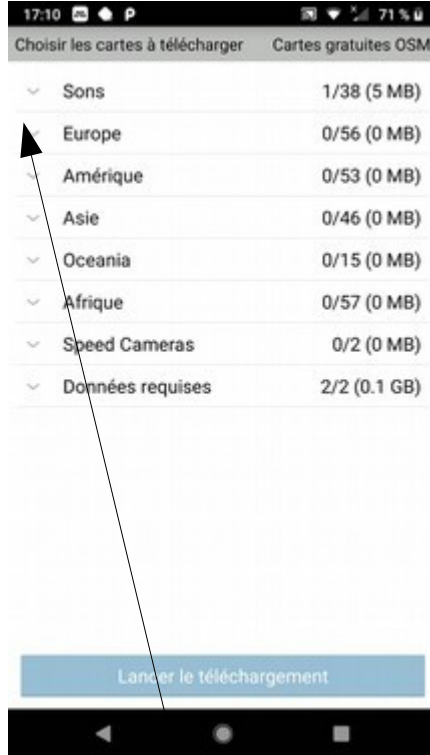 17:10 P 71 %
Choisir les cartes à télécharger Cartes gratuites OSM
Sons 1/38 (5 MB)
Europe 0/56 (0 MB)
Amérique 0/53 (0 MB)
Asie 0/46 (0 MB)
Oceania 0/15 (0 MB)
Afrique 0/57 (0 MB)
Speed Cameras 0/2 (0 MB)
Données requises 2/2 (0.1 GB)
Lancer le téléchargement